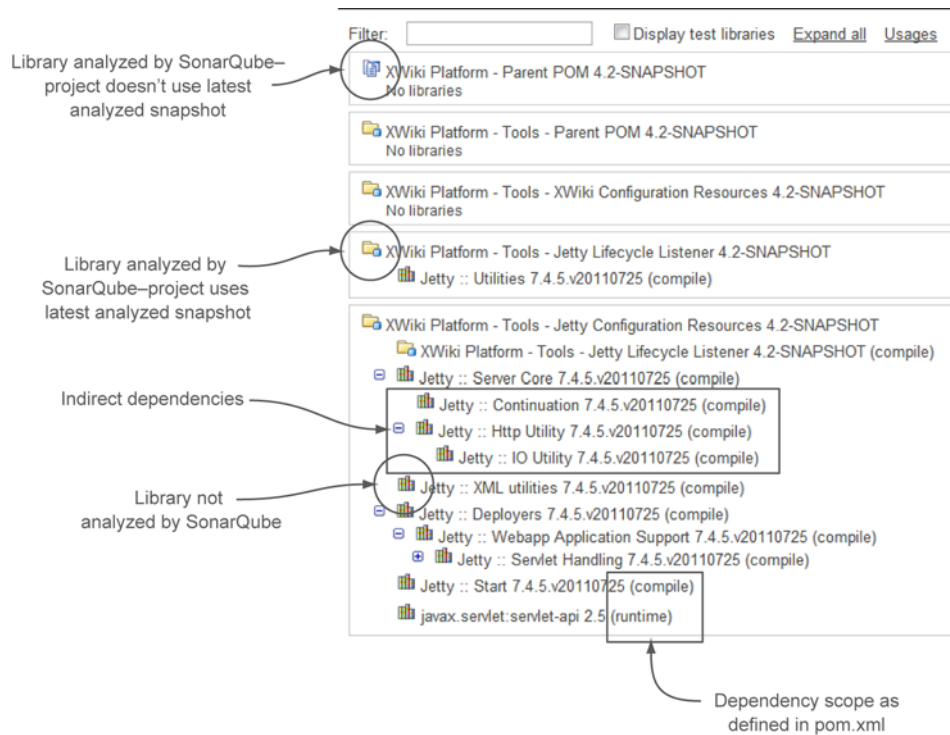 Filter: Display test libraries Expand all Usages
Library analyzed by SonarQube–
project doesn't use latest
analyzed snapshot
XWiki Platform - Parent POM 4.2-SNAPSHOT
No libraries
XWiki Platform - Tools - Parent POM 4.2-SNAPSHOT
No libraries
XWiki Platform - Tools - XWiki Configuration Resources 4.2-SNAPSHOT
No libraries
Library analyzed by
SonarQube–project uses
latest analyzed snapshot
XWiki Platform - Tools - Jetty Lifecycle Listener 4.2-SNAPSHOT
Jetty :: Utilities 7.4.5.v20110725 (compile)
XWiki Platform - Tools - Jetty Configuration Resources 4.2-SNAPSHOT
XWiki Platform - Tools - Jetty Lifecycle Listener 4.2-SNAPSHOT (compile)
Jetty :: Server Core 7.4.5.v20110725 (compile)
Indirect dependencies
Jetty :: Continuation 7.4.5.v20110725 (compile)
Jetty :: Http Utility 7.4.5.v20110725 (compile)
Jetty :: IO Utility 7.4.5.v20110725 (compile)
Library not
analyzed by SonarQube
Jetty :: XML utilities 7.4.5.v20110725 (compile)
Jetty :: Deployers 7.4.5.v20110725 (compile)
Jetty :: Webapp Application Support 7.4.5.v20110725 (compile)
Jetty :: Servlet Handling 7.4.5.v20110725 (compile)
Jetty :: Start 7.4.5.v20110725 (compile)
javax.servlet:servlet-api 2.5 (runtime)
Dependency scope as
defined in pom.xml